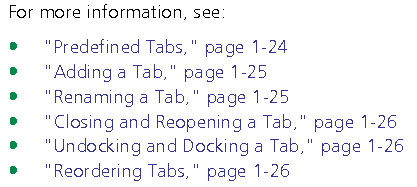 For more information, see:
● "Predefined Tabs," page 1-24
● "Adding a Tab," page 1-25
● "Renaming a Tab," page 1-25
● "Closing and Reopening a Tab," page 1-26
● "Undocking and Docking a Tab," page 1-26
● "Reordering Tabs," page 1-26